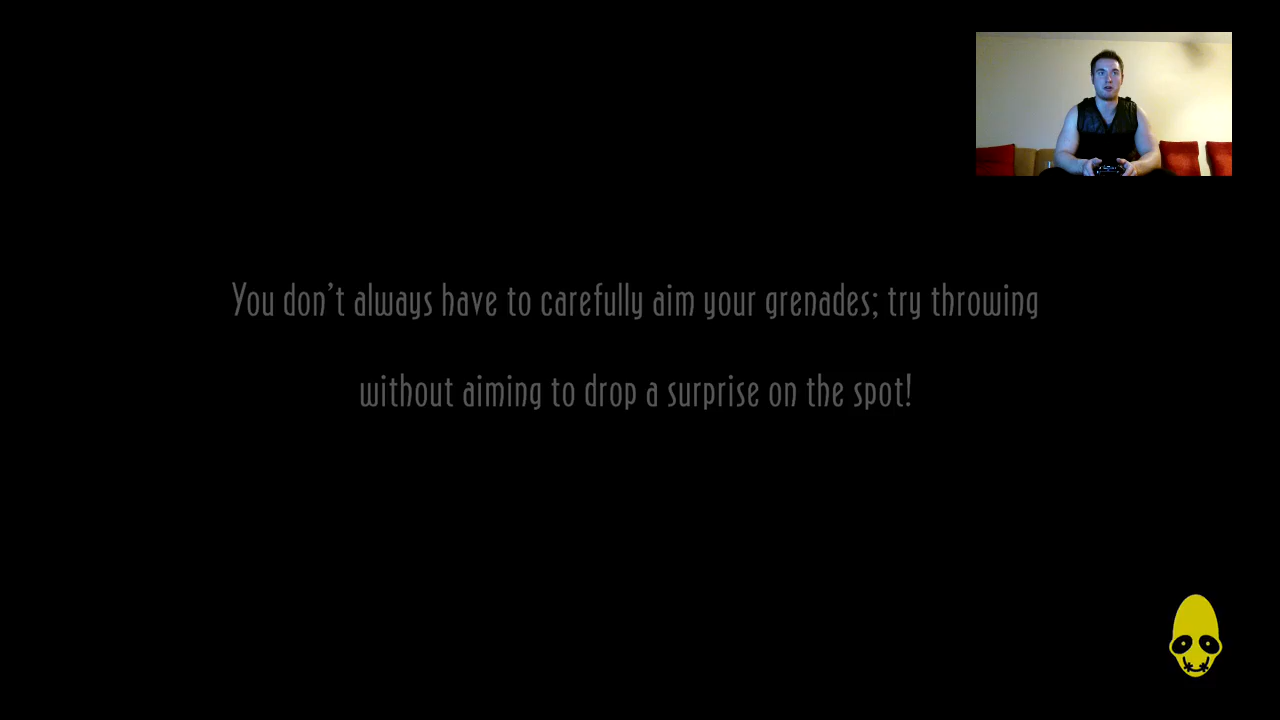 You don't always have to carefully aim your grenades; try throwing
without aiming to drop a surprise on the spot!